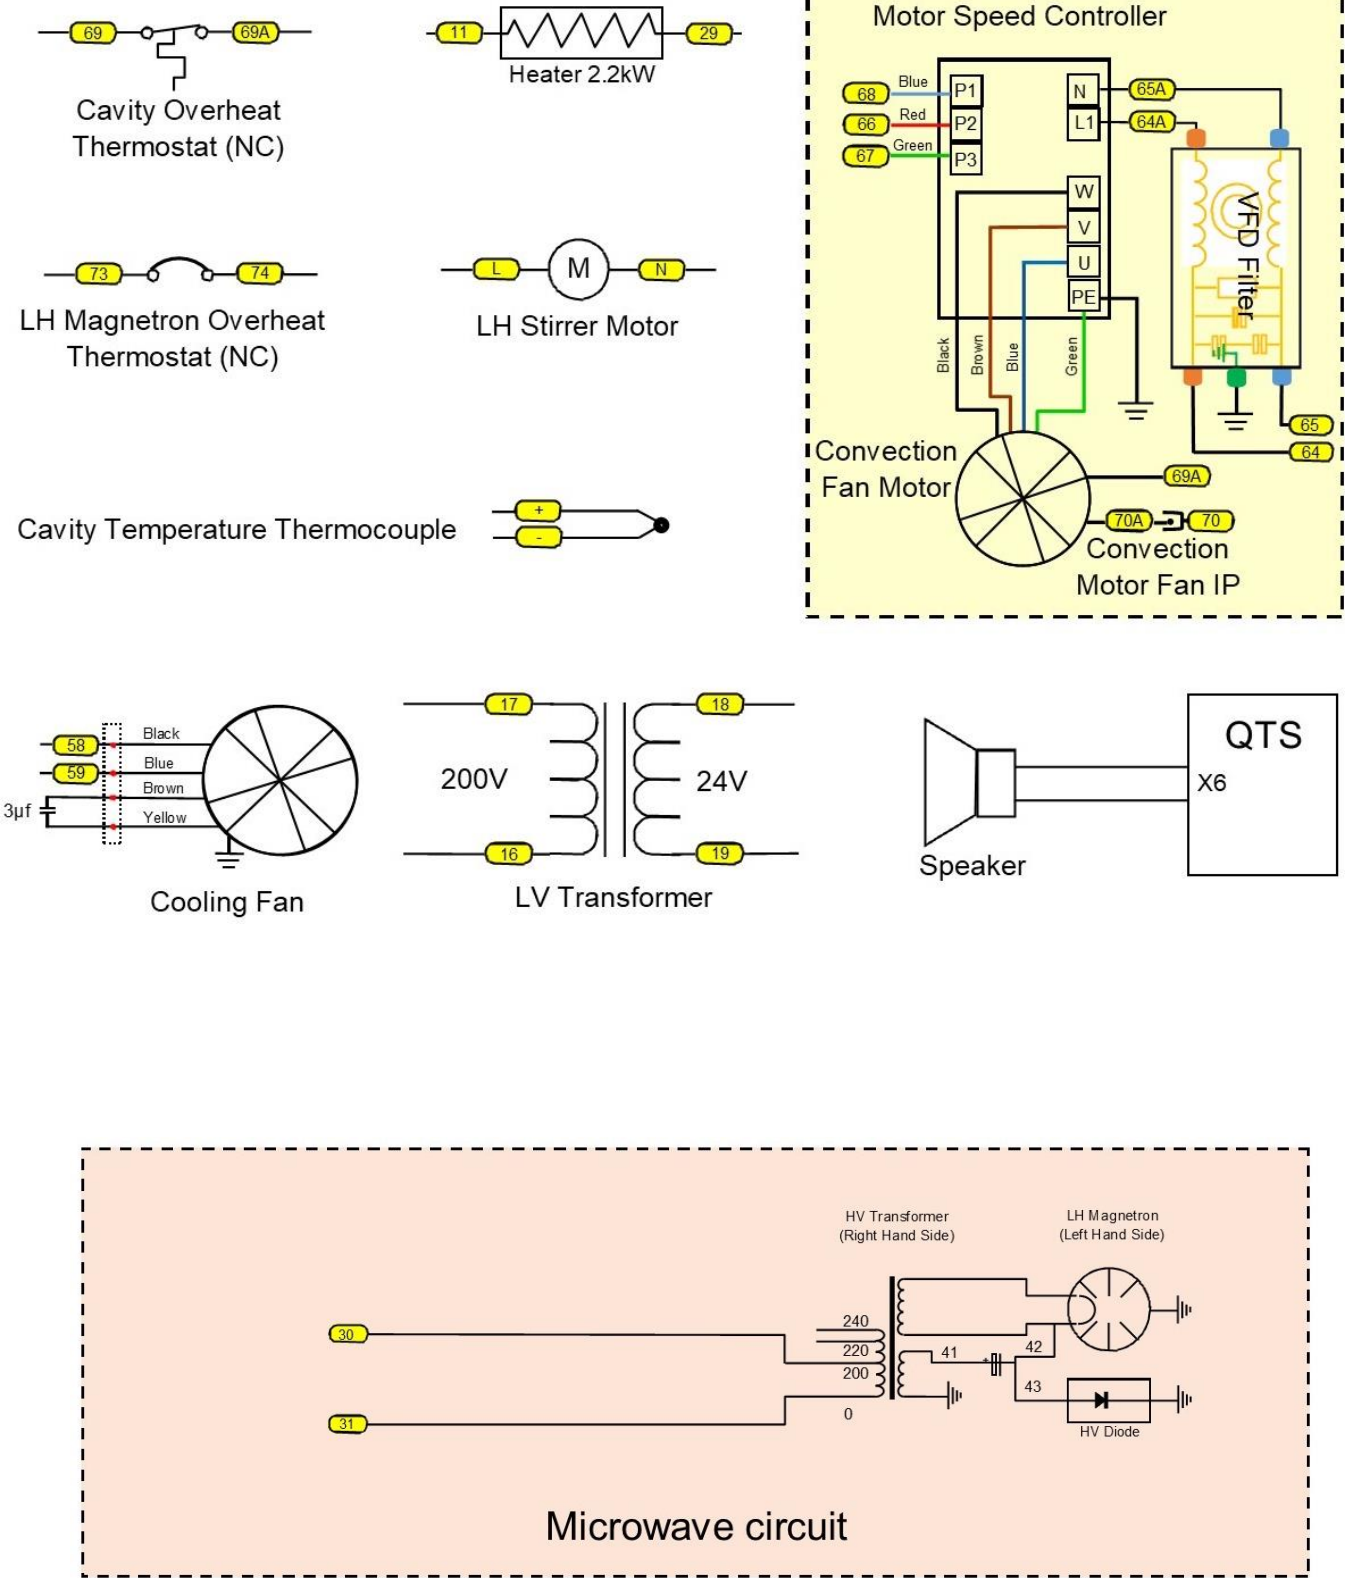 69
69A
Cavity Overheat
Thermostat (NC)
11
29
Heater 2.2kW
Motor Speed Controller
68
Blue
P1
66
Red
P2
67
Green
P3
N
65A
L1
64A
W
V
U
PE
VFD Filter
Black
Brown
Blue
Green
65
64
Convection
Fan Motor
69A
70A
70
Convection
Motor Fan IP
73
74
LH Magnetron Overheat
Thermostat (NC)
L
M
N
LH Stirrer Motor
Cavity Temperature Thermocouple
+
-
58
Black
59
Blue
Brown
3µf
Yellow
Cooling Fan
17
18
200V
24V
16
19
LV Transformer
Speaker
QTS
X6
HV Transformer
(Right Hand Side)
LH Magnetron
(Left Hand Side)
30
31
240
220
200
0
41
42
43
HV Diode
Microwave circuit